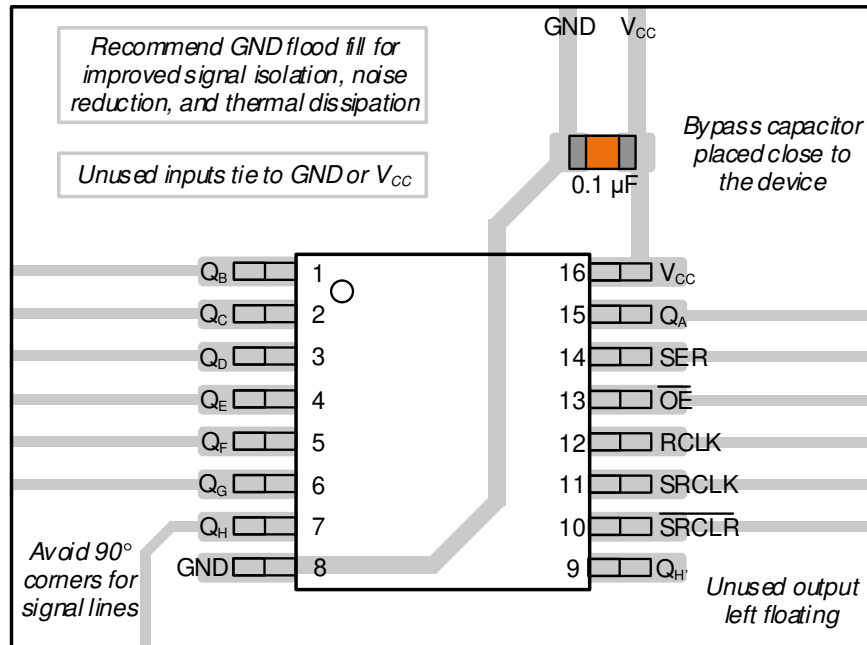 Recommend GND flood fill for
improved signal isolation, noise
reduction, and thermal dissipation
Unused inputs tie to GND or VCC
GND VCC
0.1 µF
Bypass capacitor
placed close to
the device
QB 1
QC 2
QD 3
QE 4
QF 5
QG 6
QH 7
GND 8
16 VCC
15 QA
14 SER
13 O̅E̅
12 RCLK
11 SRCLK
10 S̅R̅C̅L̅R̅
9 QH'
Avoid 90°
corners for
signal lines
Unused output
left floating